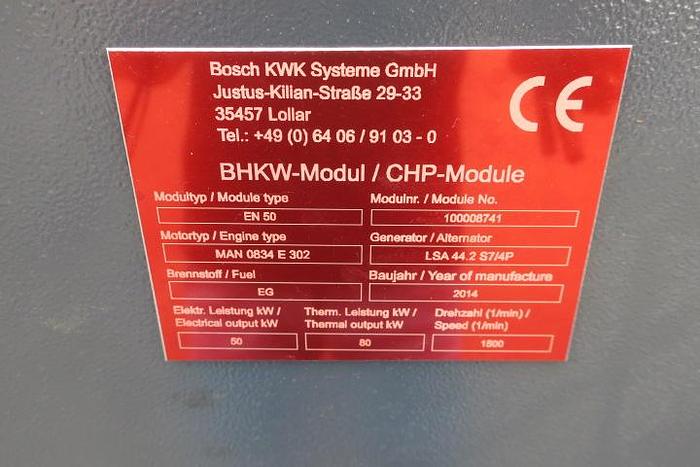 Bosch KWK Systeme GmbH
Justus-Kilian-Straße 29-33
35457 Lollar
Tel.: +49 (0) 64 06 / 91 03 - 0
CE
BHKW-Modul / CHP-Module
Modultyp / Module type
Modulnr. / Module No.
EN 50
100008741
Motortyp / Engine type
Generator / Alternator
MAN 0834 E 302
LSA 44.2 S7/4P
Brennstoff / Fuel
Baujahr / Year of manufacture
EG
2014
Elektr. Leistung kW /
Electrical output kW
Therm. Leistung kW /
Thermal output kW
Drehzahl (1/min) /
Speed (1/min)
50
80
1500